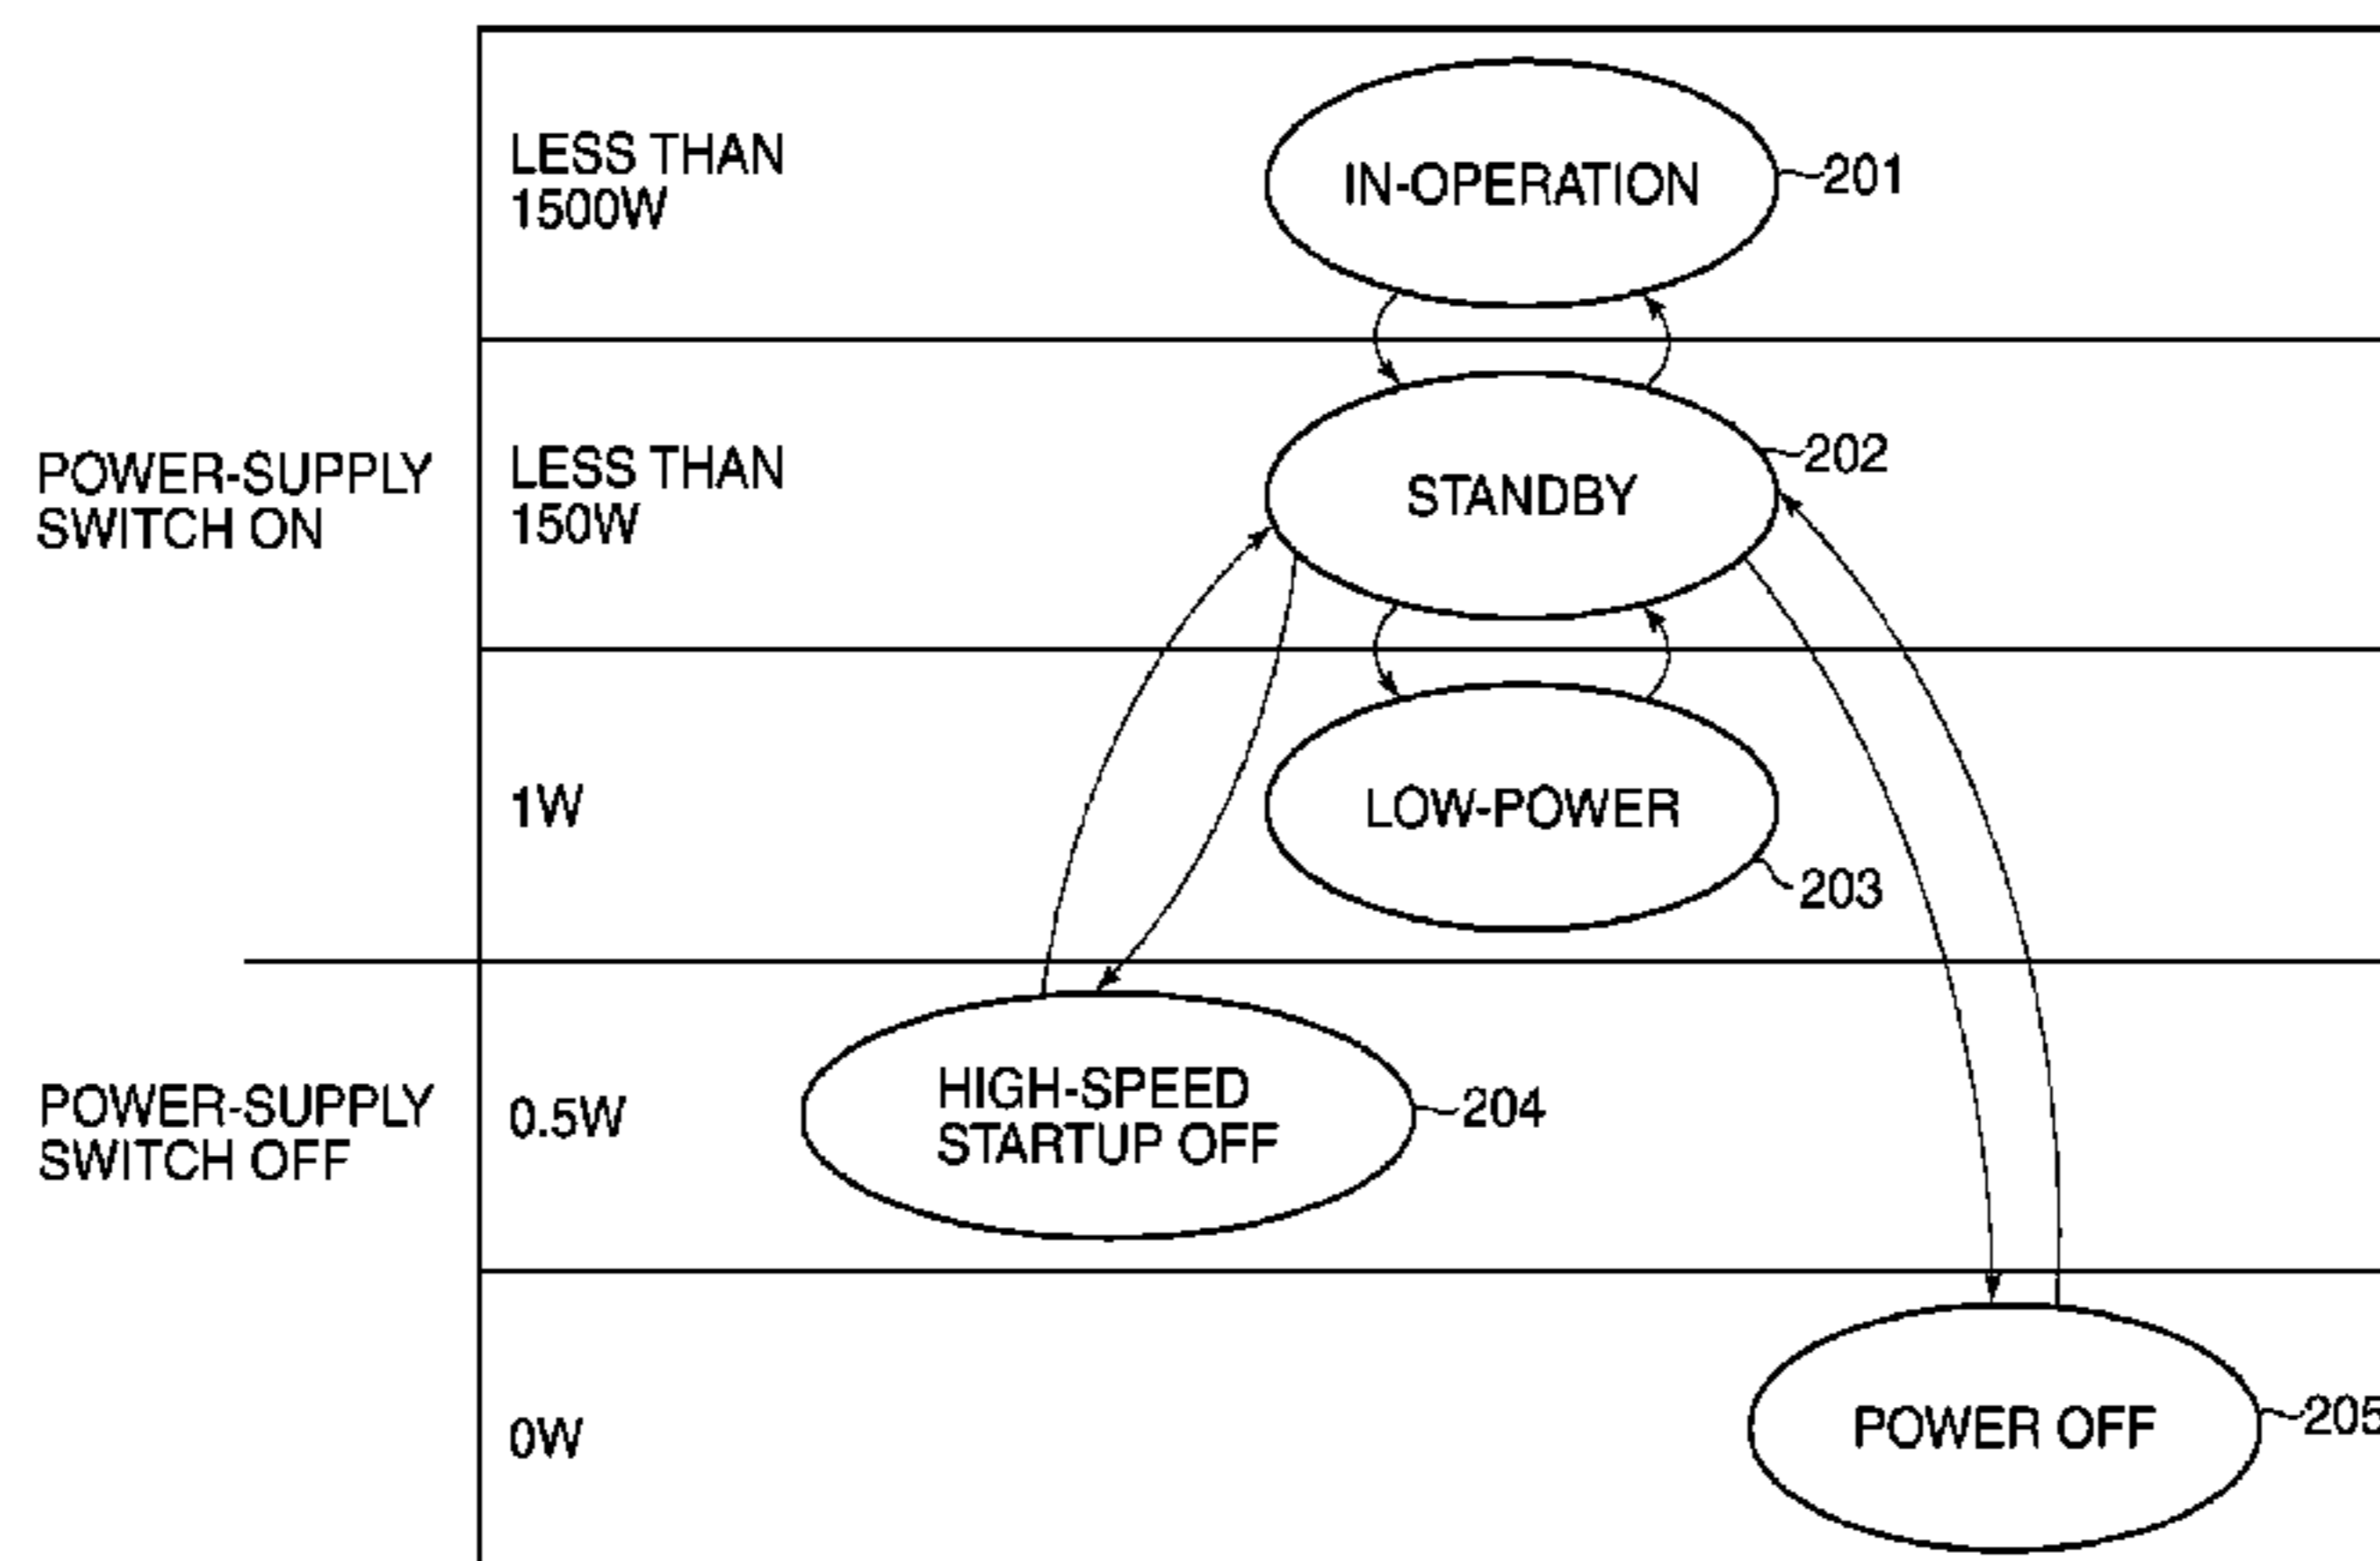 LESS THAN
1500W
IN-OPERATION
201
POWER-SUPPLY
SWITCH ON
LESS THAN
150W
STANDBY
202
1W
LOW-POWER
203
POWER-SUPPLY
SWITCH OFF
0.5W
HIGH-SPEED
STARTUP OFF
204
0W
POWER OFF
205